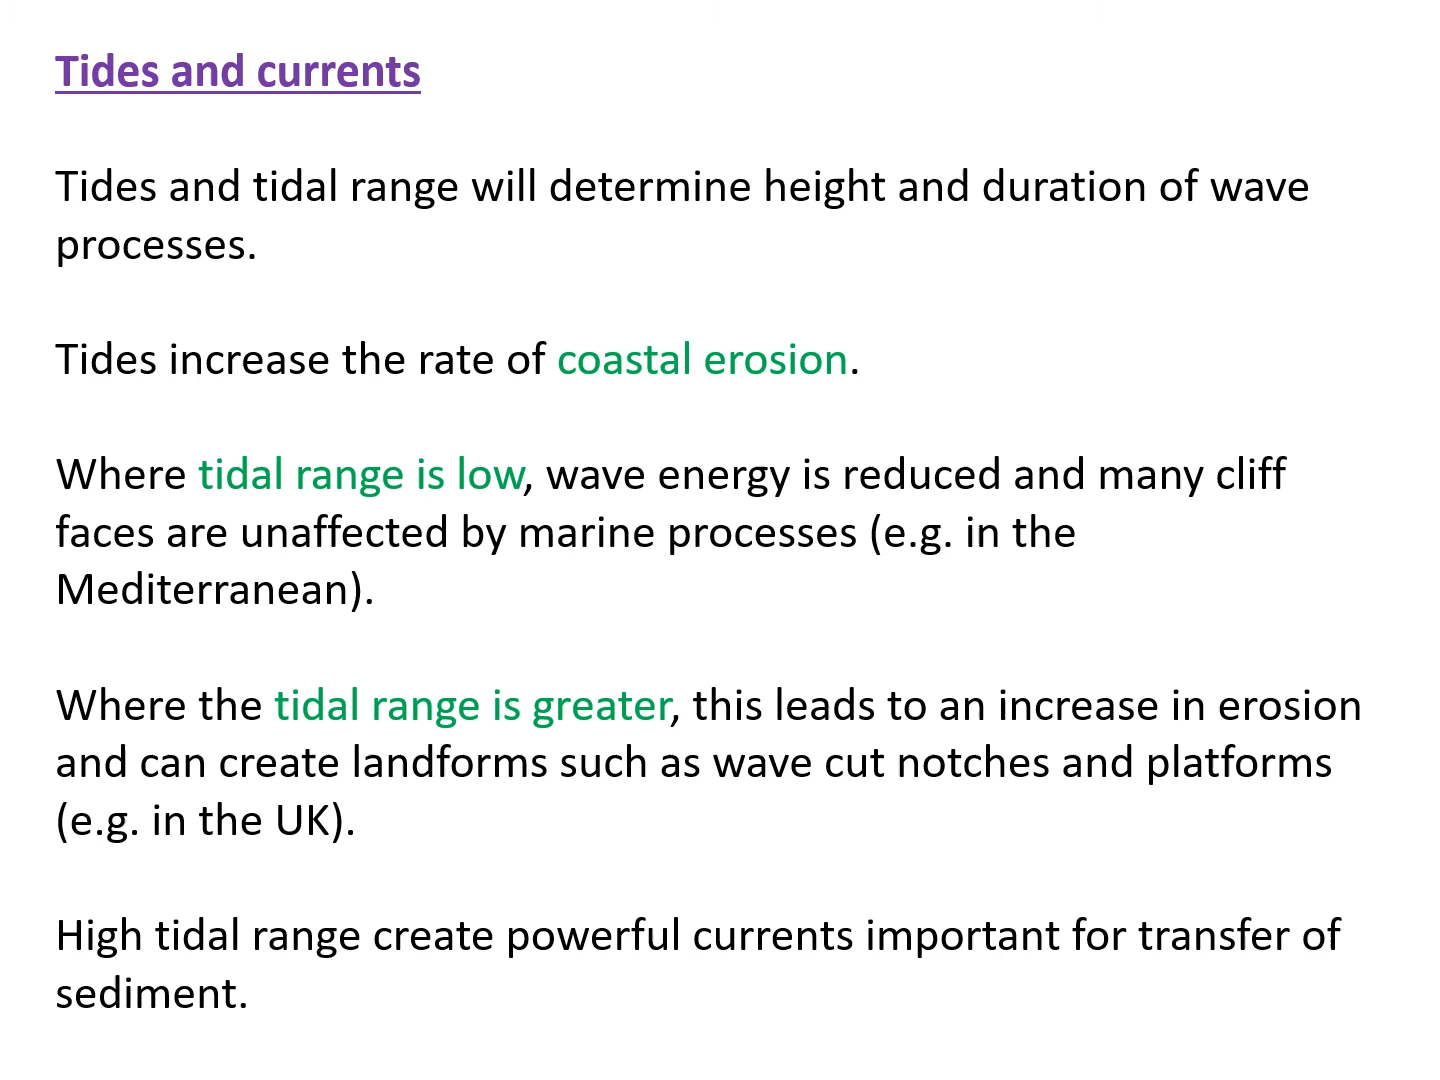 Tides and currents
Tides and tidal range will determine height and duration of wave
processes.
Tides increase the rate of coastal erosion.
Where tidal range is low, wave energy is reduced and many cliff
faces are unaffected by marine processes (e.g. in the
Mediterranean).
Where the tidal range is greater, this leads to an increase in erosion
and can create landforms such as wave cut notches and platforms
(e.g. in the UK).
High tidal range create powerful currents important for transfer of
sediment.